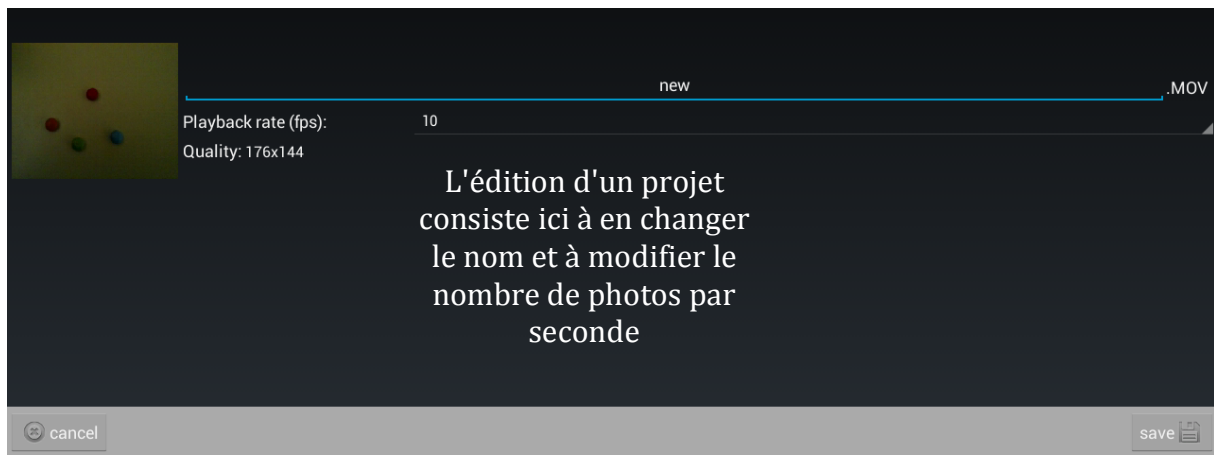 new .MOV
Playback rate (fps): 10
Quality: 176x144
L'édition d'un projet
consiste ici à en changer
le nom et à modifier le
nombre de photos par
seconde
cancel save